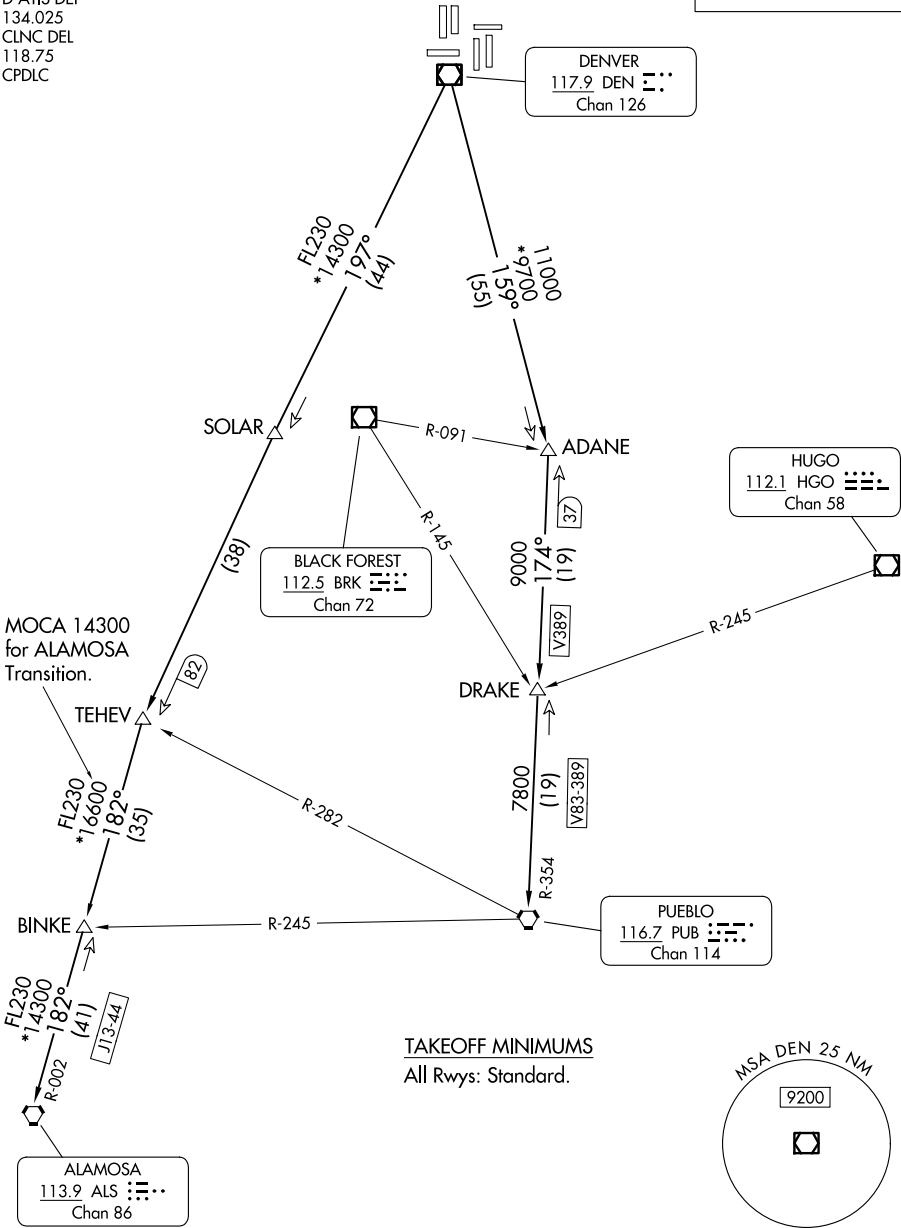 134.025
CLNC DEL
118.75
CPDLC
DENVER
117.9 DEN
Chan 126
FL230
*14300
197°
(44)
11000
*9700
159°
(55)
SOLAR
R-091
ADANE
HUGO
112.1 HGO
Chan 58
37
R-145
(38)
BLACK FOREST
112.5 BRK
Chan 72
9000
174°
(19)
V389
R-245
MOCA 14300
for ALAMOSA
Transition.
82
TEHEV
DRAKE
FL230
*16600
182°
(35)
R-282
7800
(19)
V83-389
R-354
BINKE
R-245
PUEBLO
116.7 PUB
Chan 114
FL230
*14300
182°
(41)
J13-44
R-002
TAKEOFF MINIMUMS
All Rwys: Standard.
MSA DEN 25 NM
9200
ALAMOSA
113.9 ALS
Chan 86